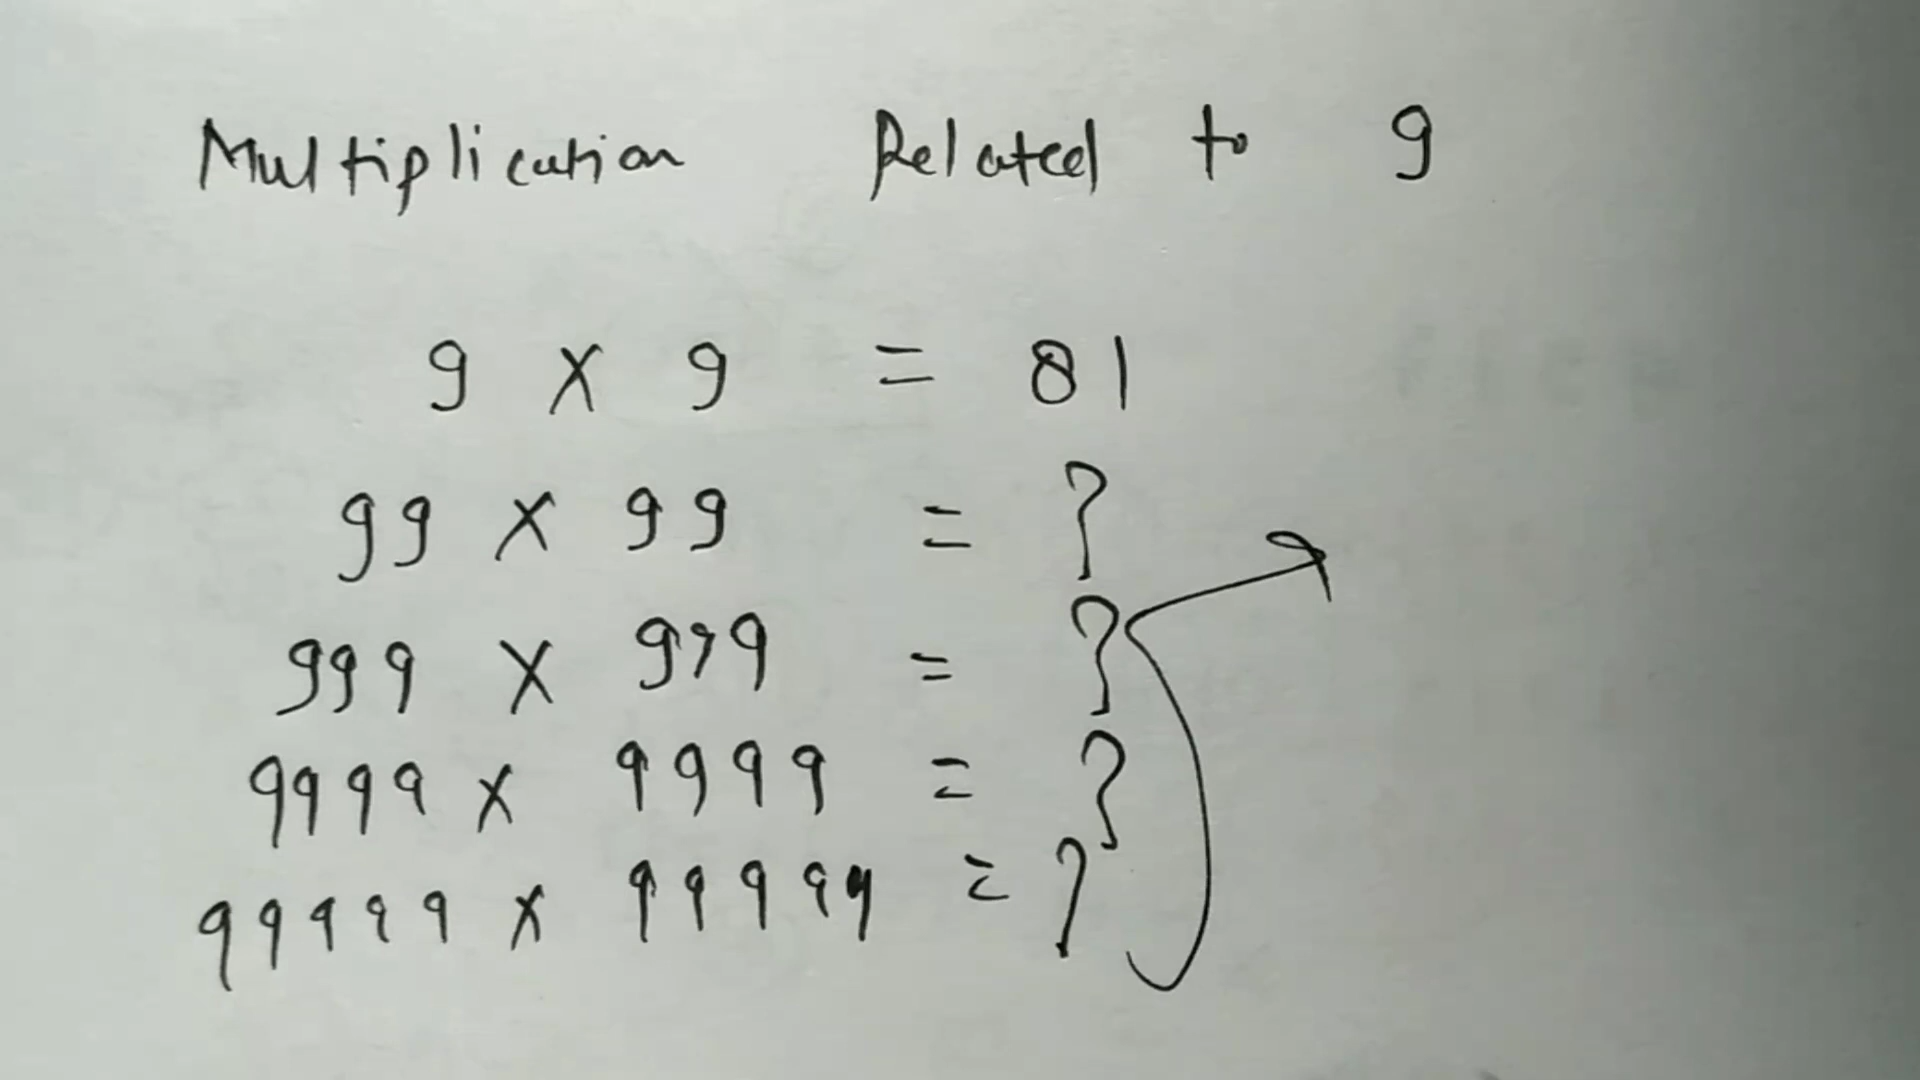 Multiplication Related to 9
9 x 9 = 81
99 x 99 = ?
999 x 999 = ?
9999 x 9999 = ?
99999 x 99999 = ?